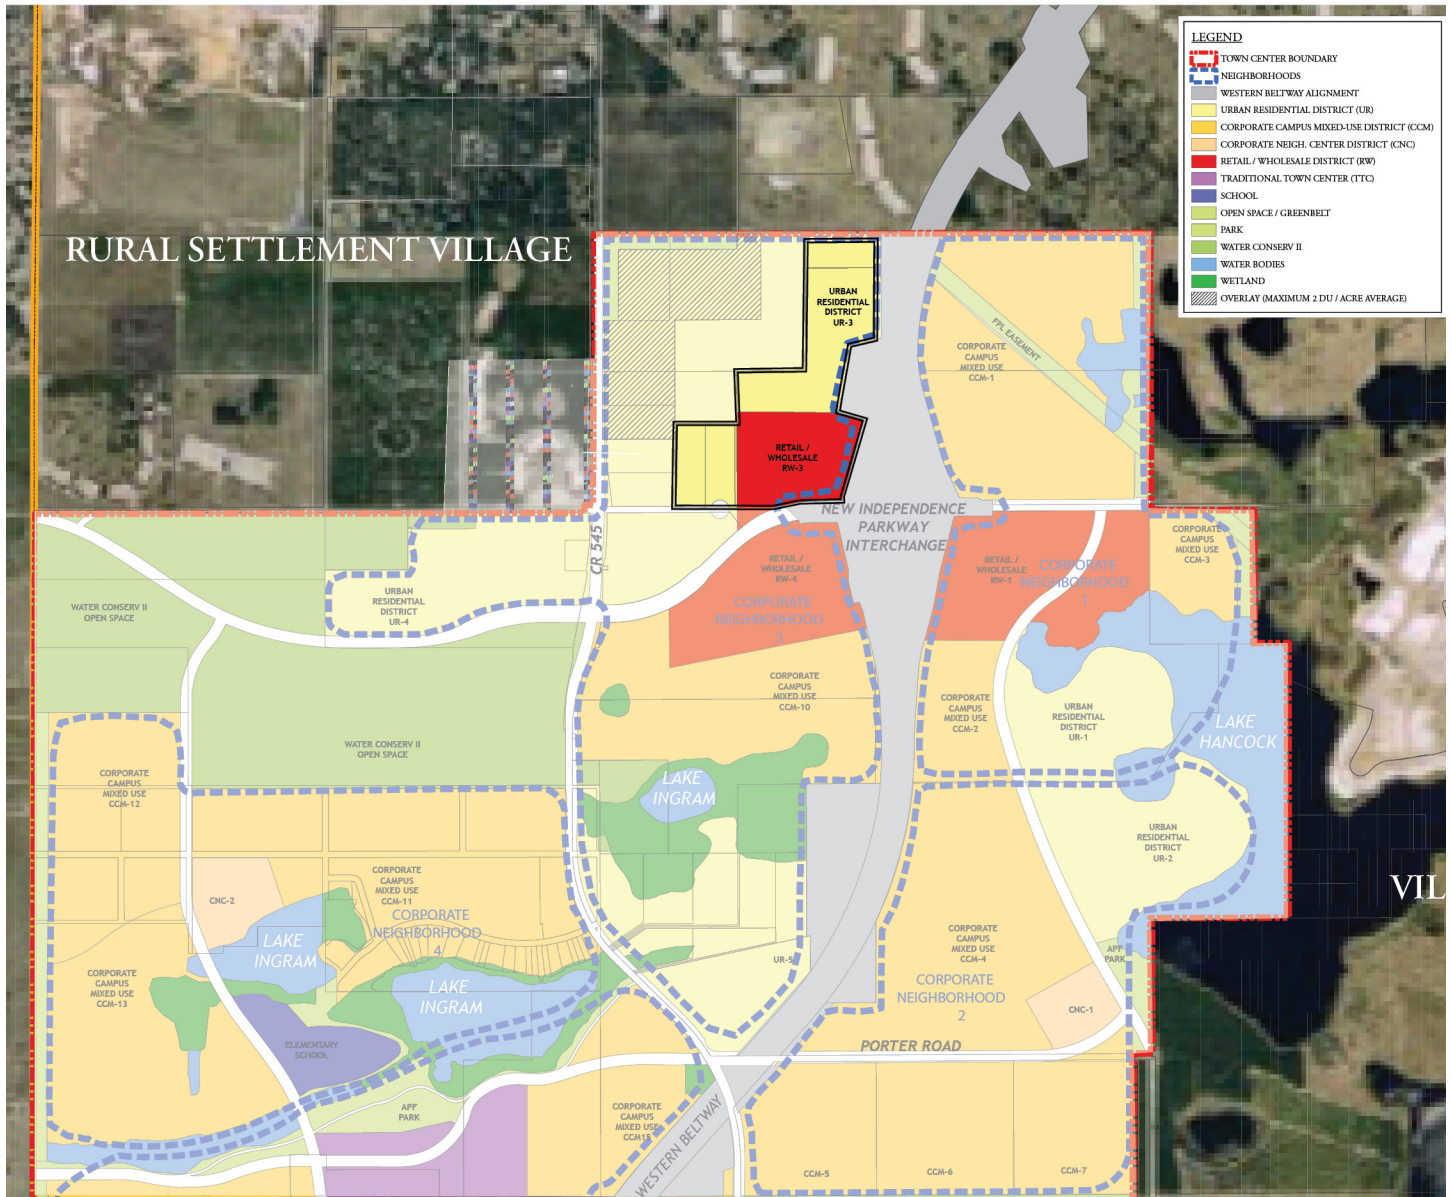 LEGEND
TOWN CENTER BOUNDARY
NEIGHBORHOODS
WESTERN BELTWAY ALIGNMENT
URBAN RESIDENTIAL DISTRICT (UR)
CORPORATE CAMPUS MIXED-USE DISTRICT (CCM)
CORPORATE NEIGH. CENTER DISTRICT (CNC)
RETAIL / WHOLESALE DISTRICT (RW)
TRADITIONAL TOWN CENTER (TTC)
SCHOOL
OPEN SPACE / GREENBELT
PARK
WATER CONSERV II
WATER BODIES
WETLAND
OVERLAY (MAXIMUM 2 DU / ACRE AVERAGE)
RURAL SETTLEMENT VILLAGE
URBAN
RESIDENTIAL
DISTRICT
UR-3
FPL EASEMENT
CORPORATE
CAMPUS
MIXED USE
CCM-1
RETAIL /
WHOLESALE
RW-3
NEW INDEPENDENCE
PARKWAY
INTERCHANGE
CR 545
CORPORATE
CAMPUS
MIXED USE
CCM-3
RETAIL /
WHOLESALE
RW-4
CORPORATE
NEIGHBORHOOD
3
RETAIL /
WHOLESALE
RW-1
CORPORATE
NEIGHBORHOOD
1
URBAN
RESIDENTIAL
DISTRICT
UR-4
WATER CONSERV II
OPEN SPACE
CORPORATE
CAMPUS
MIXED USE
CCM-10
CORPORATE
CAMPUS
MIXED USE
CCM-2
URBAN
RESIDENTIAL
DISTRICT
UR-1
LAKE
HANCOCK
WATER CONSERV II
OPEN SPACE
CORPORATE
CAMPUS
MIXED USE
CCM-12
LAKE
INGRAM
URBAN
RESIDENTIAL
DISTRICT
UR-2
VIL
CORPORATE
CAMPUS
MIXED USE
CCM-11
CNC-2
CORPORATE
NEIGHBORHOOD
4
LAKE
INGRAM
CORPORATE
CAMPUS
MIXED USE
CCM-4
APF
PARK
UR-5
CORPORATE
CAMPUS
MIXED USE
CCM-13
LAKE
INGRAM
CORPORATE
NEIGHBORHOOD
2
CNC-1
ELEMENTARY
SCHOOL
PORTER ROAD
APF
PARK
CORPORATE
CAMPUS
MIXED USE
CCM15
WESTERN BELTWAY
CCM-5
CCM-6
CCM-7